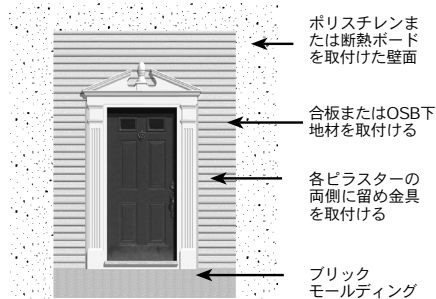 ポリスチレンま
たは断熱ボード
を取付けた壁面
合板またはOSB下
地材を取付ける
各ピラスターの
両側に留め金具
を取付ける
ブリック
モールディング